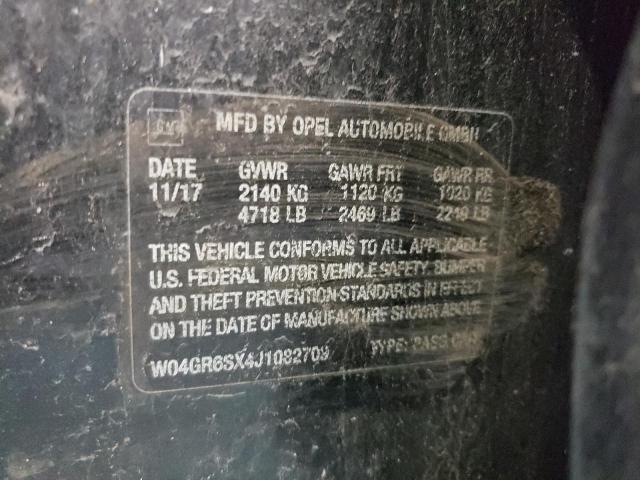 GM MFD BY OPEL AUTOMOBILE GMBH
DATE GVWR GAWR FRT GAWR RR
11/17 2140 KG 1120 KG 1020 KG
4718 LB 2469 LB 2249 LB
THIS VEHICLE CONFORMS TO ALL APPLICABLE
U.S. FEDERAL MOTOR VEHICLE SAFETY, BUMPER
AND THEFT PREVENTION STANDARDS IN EFFECT
ON THE DATE OF MANUFACTURE SHOWN ABOVE
W04GR6SX4J1082709 TYPE: PASS CAR